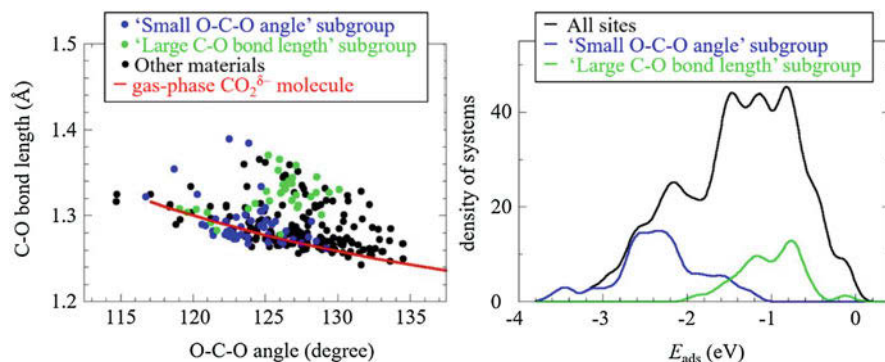 ‘Small O-C-O angle’ subgroup
‘Large C-O bond length’ subgroup
Other materials
gas-phase CO₂^δ− molecule
1.5
1.4
1.3
1.2
C-O bond length (Å)
115 120 125 130 135
O-C-O angle (degree)
All sites
‘Small O-C-O angle’ subgroup
‘Large C-O bond length’ subgroup
40
20
0
density of systems
-4 -3 -2 -1 0
E_ads (eV)